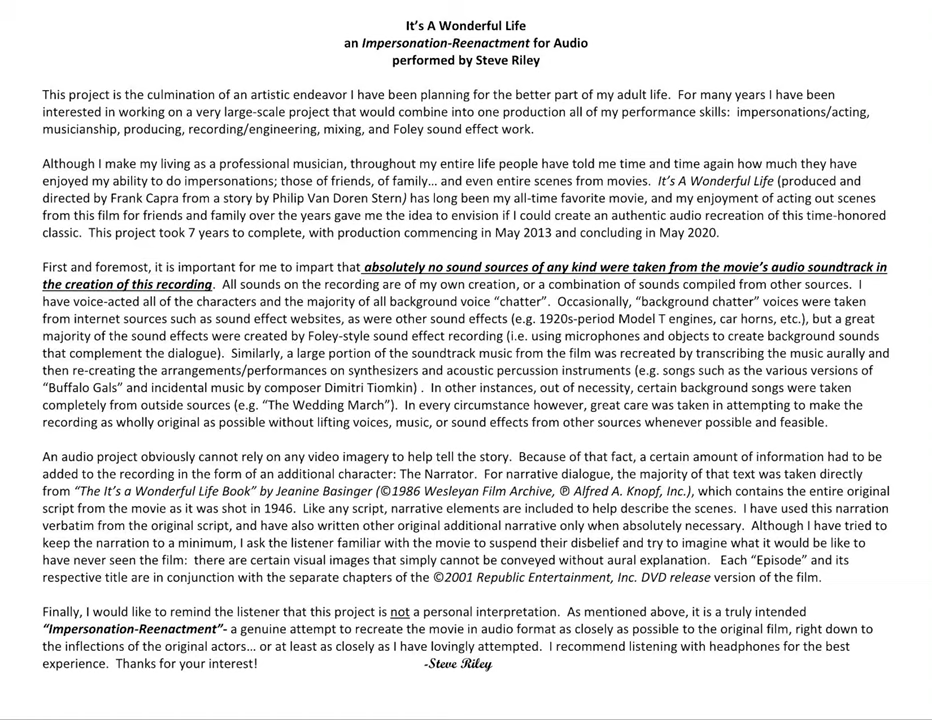 It's A Wonderful Life
an Impersonation-Reenactment for Audio
performed by Steve Riley
This project is the culmination of an artistic endeavor I have been planning for the better part of my adult life.  For many years I have been
interested in working on a very large-scale project that would combine into one production all of my performance skills:  impersonations/acting,
musicianship, producing, recording/engineering, mixing, and Foley sound effect work.
Although I make my living as a professional musician, throughout my entire life people have told me time and time again how much they have
enjoyed my ability to do impersonations; those of friends, of family… and even entire scenes from movies.  It's A Wonderful Life (produced and
directed by Frank Capra from a story by Philip Van Doren Stern) has long been my all-time favorite movie, and my enjoyment of acting out scenes
from this film for friends and family over the years gave me the idea to envision if I could create an authentic audio recreation of this time-honored
classic.  This project took 7 years to complete, with production commencing in May 2013 and concluding in May 2020.
First and foremost, it is important for me to impart that absolutely no sound sources of any kind were taken from the movie's audio soundtrack in
the creation of this recording.  All sounds on the recording are of my own creation, or a combination of sounds compiled from other sources.  I
have voice-acted all of the characters and the majority of all background voice “chatter”.  Occasionally, “background chatter” voices were taken
from internet sources such as sound effect websites, as were other sound effects (e.g. 1920s-period Model T engines, car horns, etc.), but a great
majority of the sound effects were created by Foley-style sound effect recording (i.e. using microphones and objects to create background sounds
that complement the dialogue).  Similarly, a large portion of the soundtrack music from the film was recreated by transcribing the music aurally and
then re-creating the arrangements/performances on synthesizers and acoustic percussion instruments (e.g. songs such as the various versions of
“Buffalo Gals” and incidental music by composer Dimitri Tiomkin) .  In other instances, out of necessity, certain background songs were taken
completely from outside sources (e.g. “The Wedding March”).  In every circumstance however, great care was taken in attempting to make the
recording as wholly original as possible without lifting voices, music, or sound effects from other sources whenever possible and feasible.
An audio project obviously cannot rely on any video imagery to help tell the story.  Because of that fact, a certain amount of information had to be
added to the recording in the form of an additional character: The Narrator.  For narrative dialogue, the majority of that text was taken directly
from “The It's a Wonderful Life Book” by Jeanine Basinger (©1986 Wesleyan Film Archive, ℗ Alfred A. Knopf, Inc.), which contains the entire original
script from the movie as it was shot in 1946.  Like any script, narrative elements are included to help describe the scenes.  I have used this narration
verbatim from the original script, and have also written other original additional narrative only when absolutely necessary.  Although I have tried to
keep the narration to a minimum, I ask the listener familiar with the movie to suspend their disbelief and try to imagine what it would be like to
have never seen the film:  there are certain visual images that simply cannot be conveyed without aural explanation.   Each “Episode” and its
respective title are in conjunction with the separate chapters of the ©2001 Republic Entertainment, Inc. DVD release version of the film.
Finally, I would like to remind the listener that this project is not a personal interpretation.  As mentioned above, it is a truly intended
“Impersonation-Reenactment”- a genuine attempt to recreate the movie in audio format as closely as possible to the original film, right down to
the inflections of the original actors… or at least as closely as I have lovingly attempted.  I recommend listening with headphones for the best
experience.  Thanks for your interest!    -Steve Riley